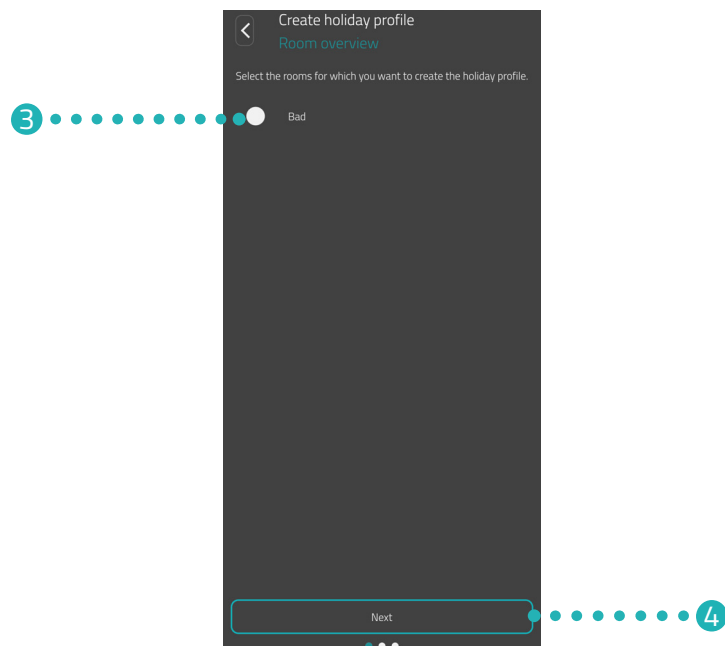 Create holiday profile
Room overview
Select the rooms for which you want to create the holiday profile.
3
Bad
Next
4